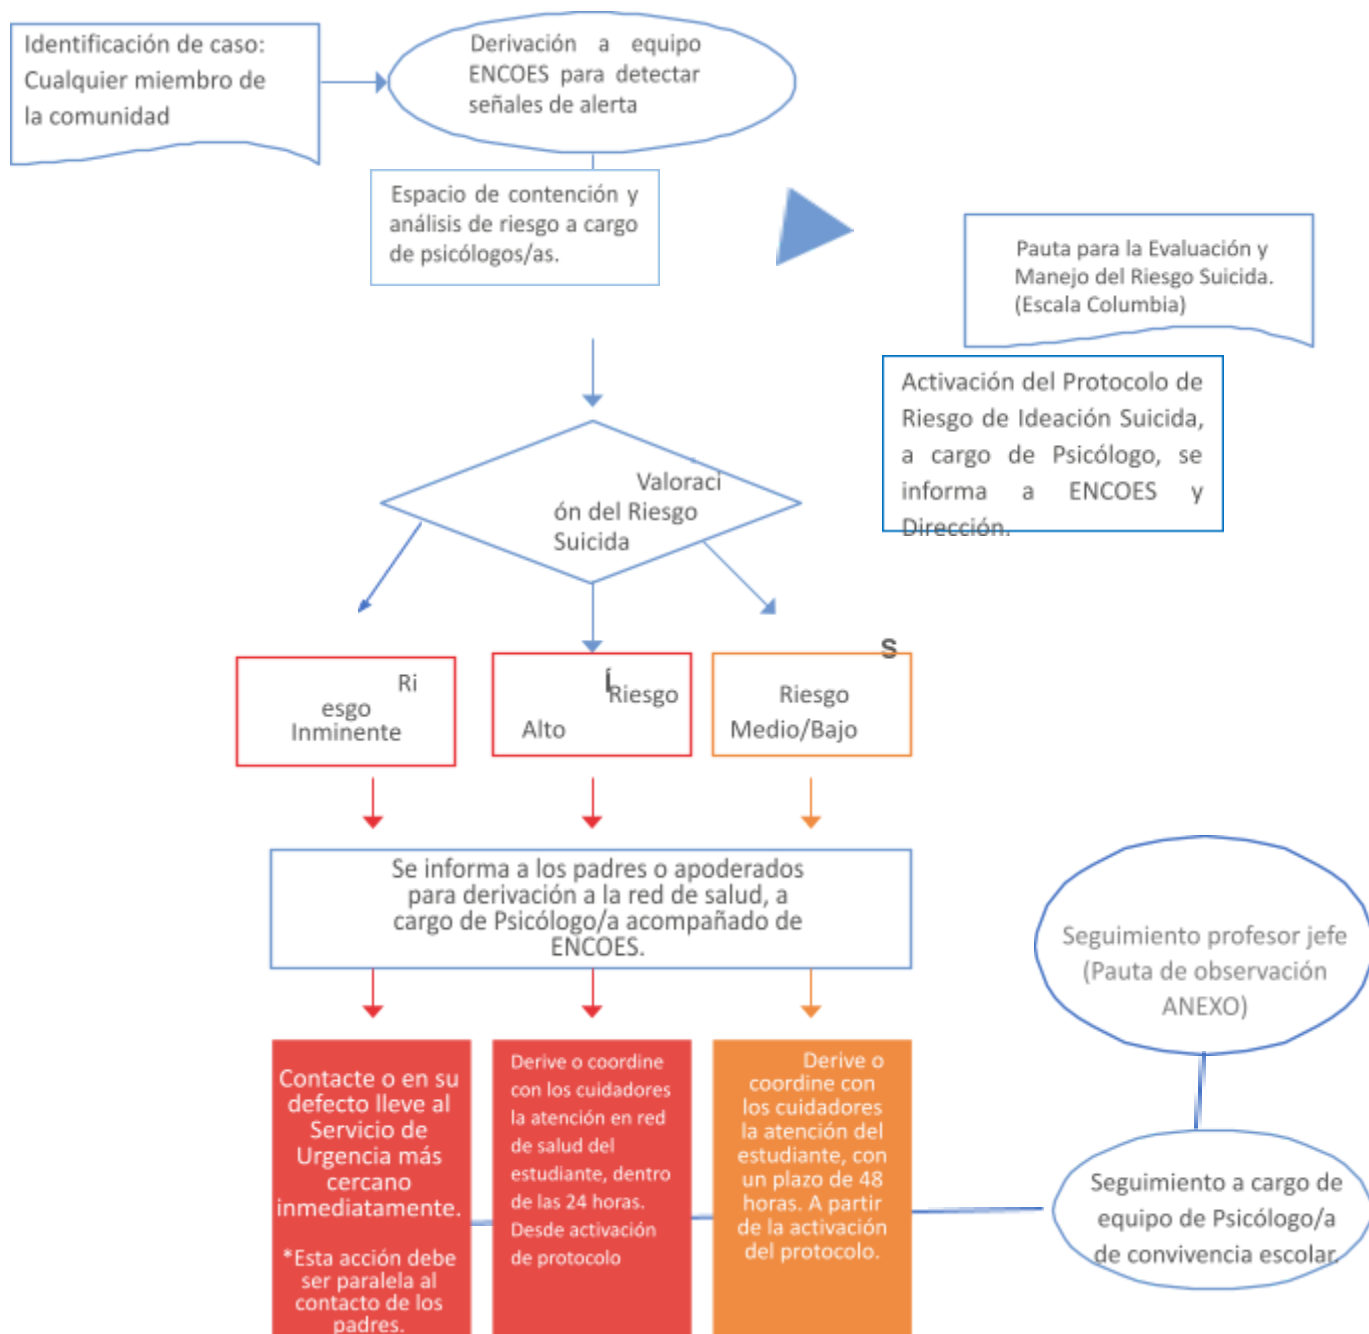 Identificación de caso:
Cualquier miembro de
la comunidad
Derivación a equipo
ENCOES para detectar
señales de alerta
Espacio de contención y
análisis de riesgo a cargo
de psicólogos/as.
Pauta para la Evaluación y
Manejo del Riesgo Suicida.
(Escala Columbia)
Activación del Protocolo de
Riesgo de Ideación Suicida,
a cargo de Psicólogo, se
informa a ENCOES y
Dirección.
Valoraci
ón del Riesgo
Suicida
S
Í
Ri
esgo
Inminente
Riesgo
Alto
Riesgo
Medio/Bajo
Se informa a los padres o apoderados
para derivación a la red de salud, a
cargo de Psicólogo/a acompañado de
ENCOES.
Contacte o en su
defecto lleve al
Servicio de
Urgencia más
cercano
inmediatamente.
*Esta acción debe
ser paralela al
contacto de los
padres.
Derive o coordine
con los cuidadores
la atención en red
de salud del
estudiante, dentro
de las 24 horas.
Desde activación
de protocolo
Derive o
coordine con
los cuidadores
la atención del
estudiante, con
un plazo de 48
horas. A partir
de la activación
del protocolo.
Seguimiento profesor jefe
(Pauta de observación
ANEXO)
Seguimiento a cargo de
equipo de Psicólogo/a
de convivencia escolar.